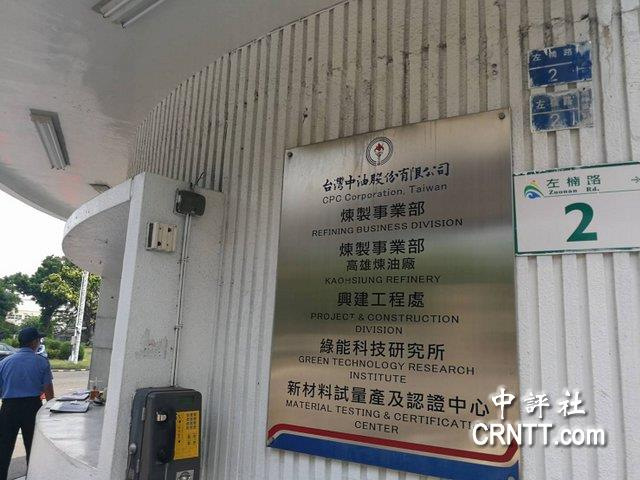 台灣中油股份有限公司
CPC Corporation, Taiwan
煉製事業部
REFINING BUSINESS DIVISION
煉製事業部
高雄煉油廠
KAOHSIUNG REFINERY
興建工程處
PROJECT & CONSTRUCTION
DIVISION
綠能科技研究所
GREEN TECHNOLOGY RESEARCH
INSTITUTE
新材料試量產及認證中心
MATERIAL TESTING & CERTIFICATION
CENTER
左楠路
2
左楠路
2
左楠路
Zuonan Rd.
2
中評社
CRNTT.com